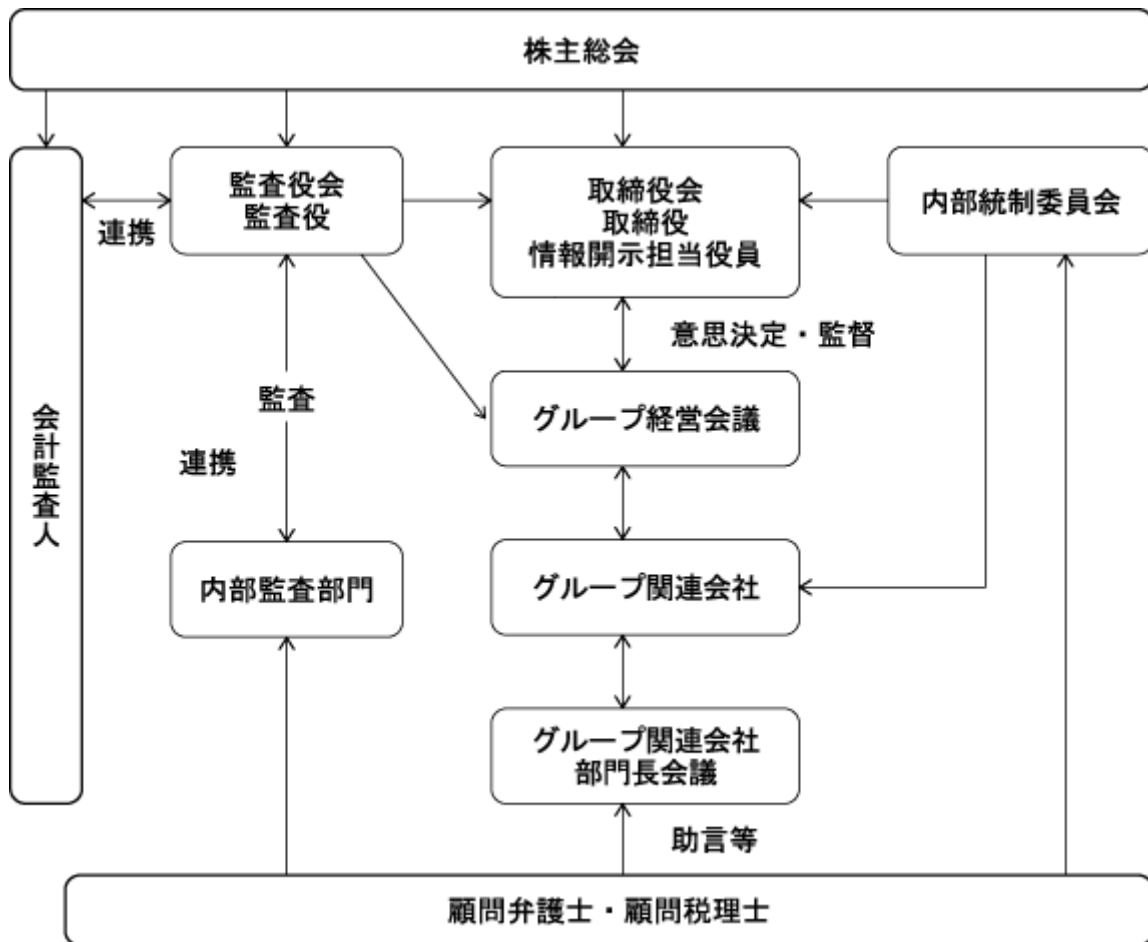 株主総会
監査役会
監査役
取締役会
取締役
情報開示担当役員
内部統制委員会
連携
意思決定・監督
監査
グループ経営会議
会計監査人
連携
内部監査部門
グループ関連会社
グループ関連会社
部門長会議
助言等
顧問弁護士・顧問税理士